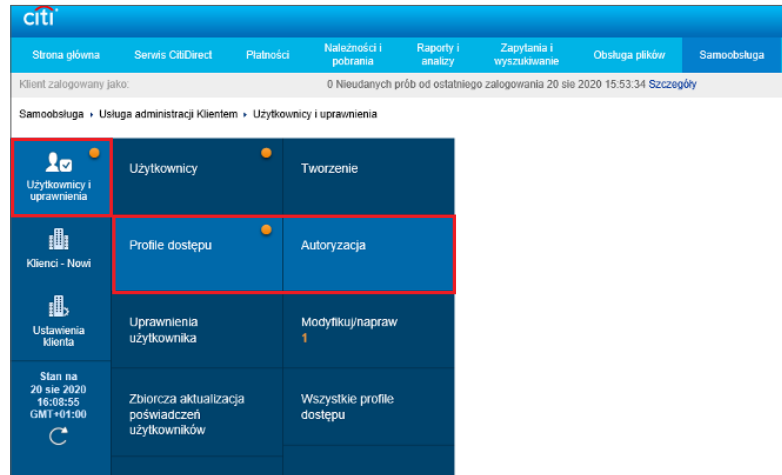 citi
Strona główna
Serwis CitiDirect
Płatności
Należności i
pobrania
Raporty i
analizy
Zapytania i
wyszukiwanie
Obsługa plików
Samoobsługa
Klient zalogowany jako:
0 Nieudanych prób od ostatniego zalogowania 20 sie 2020 15:53:34 Szczegóły
Samoobsługa ▸ Usługa administracji Klientem ▸ Użytkownicy i uprawnienia
Użytkownicy i
uprawnienia
Użytkownicy
Tworzenie
Klienci - Nowi
Profile dostępu
Autoryzacja
Ustawienia
klienta
Uprawnienia
użytkownika
Modyfikuj/napraw
1
Stan na
20 sie 2020
16:08:55
GMT+01:00
Zbiorcza aktualizacja
poświadczeń
użytkowników
Wszystkie profile
dostępu